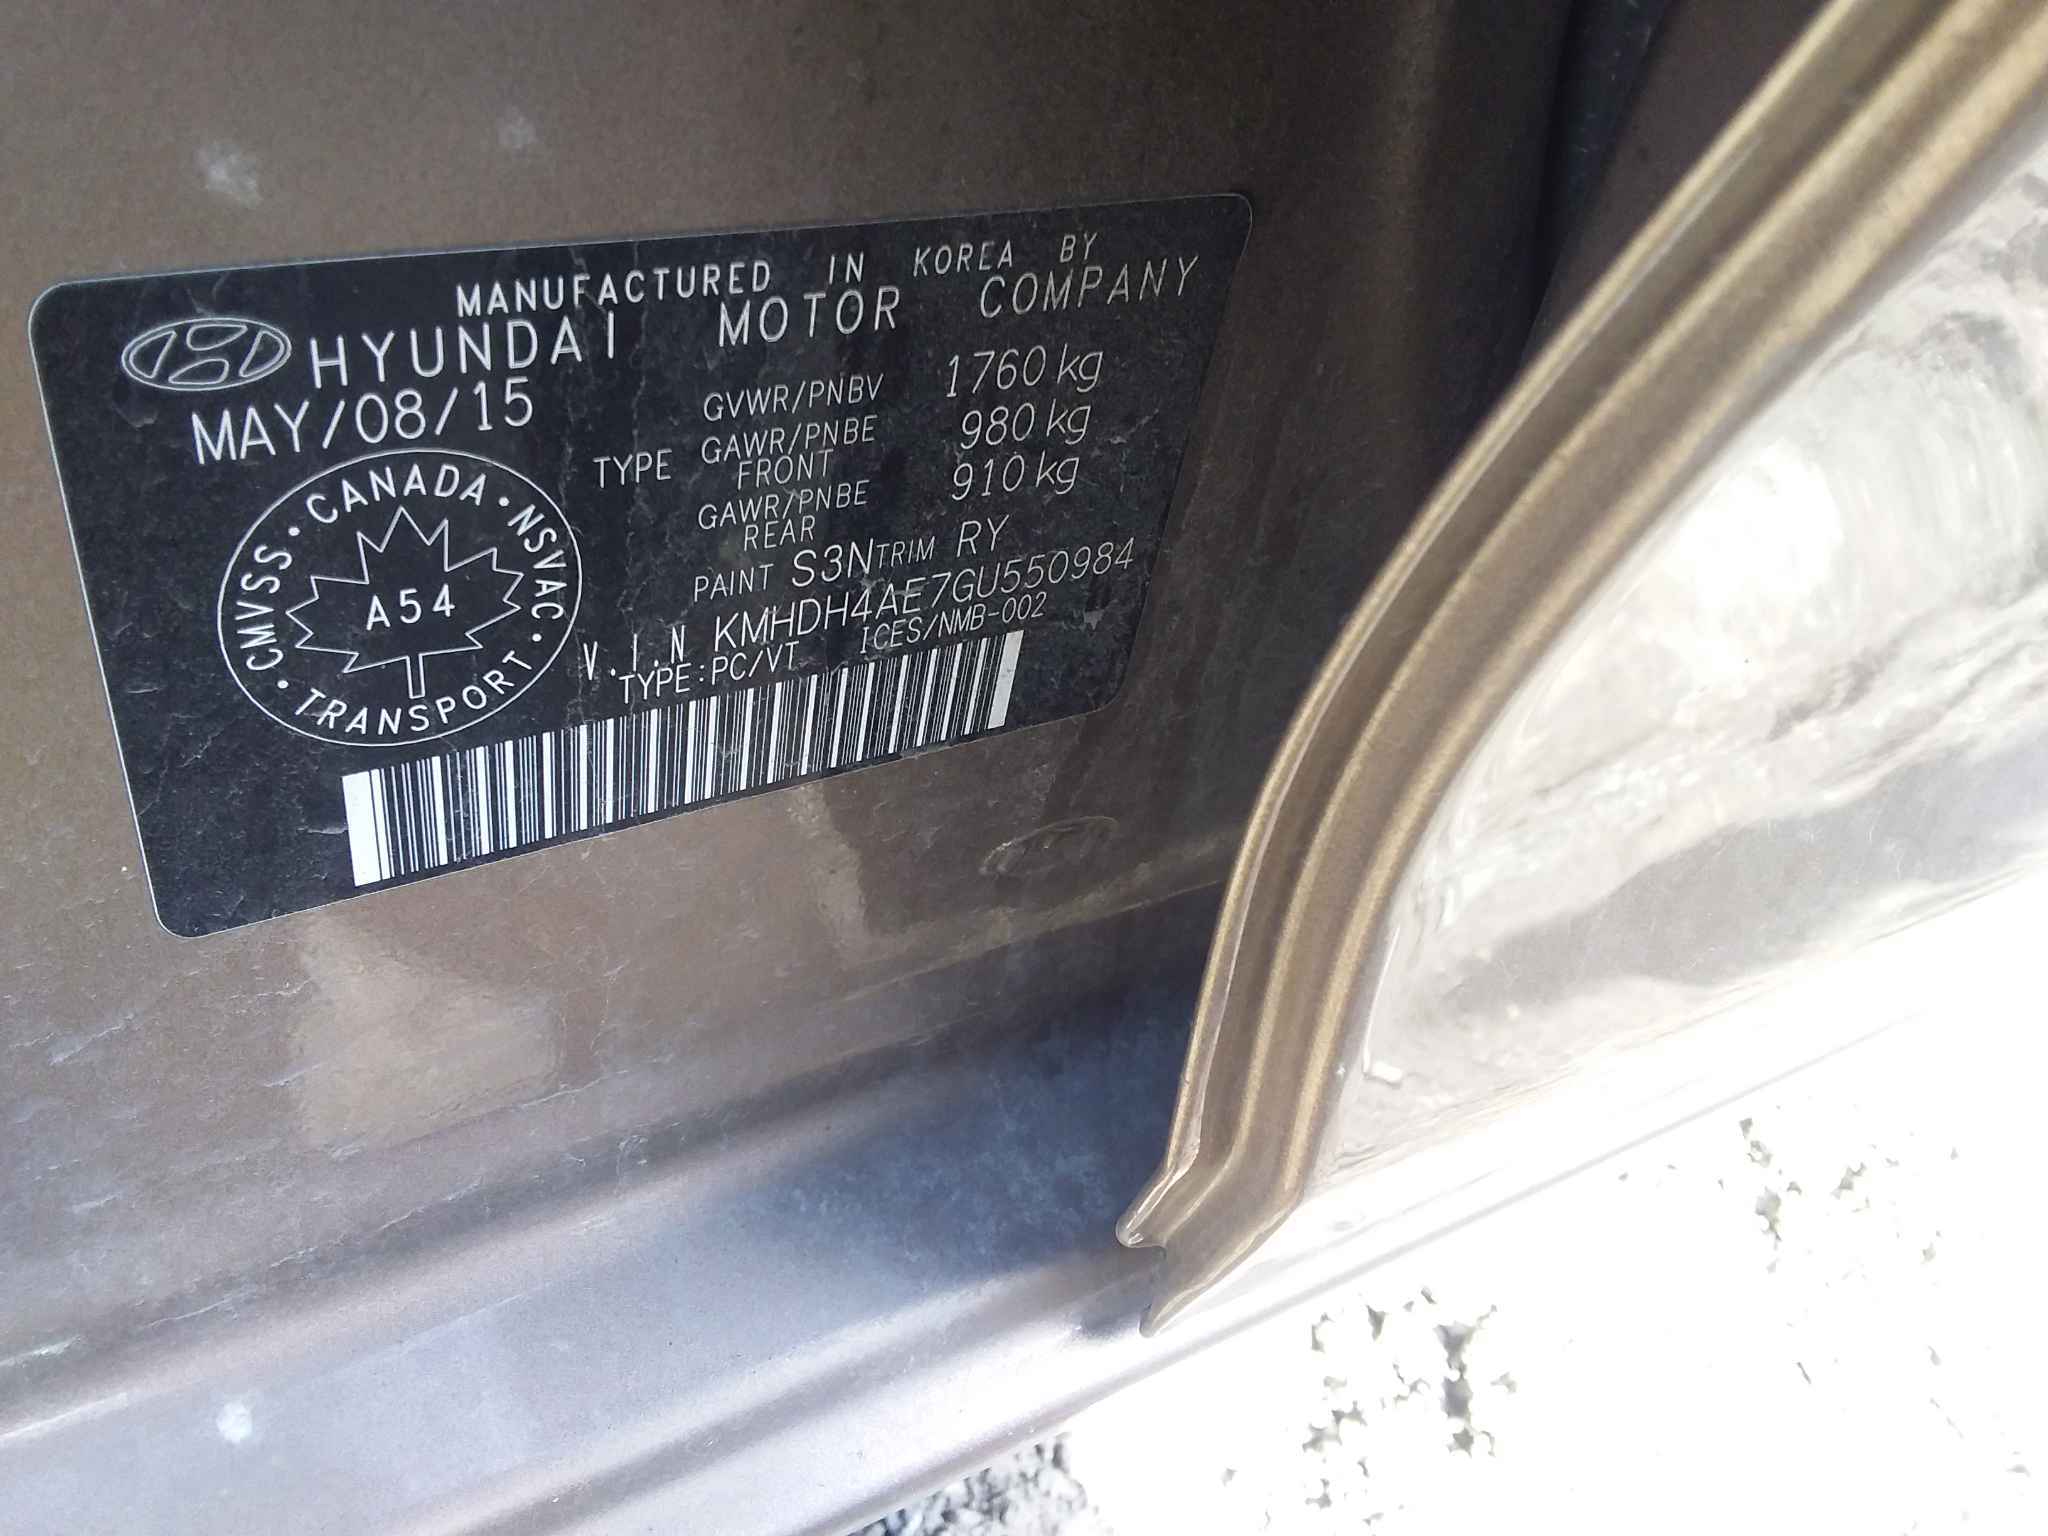 MANUFACTURED IN KOREA BY
HYUNDAI MOTOR COMPANY
MAY/08/15
GVWR/PNBV 1760 kg
TYPE GAWR/PNBE FRONT 980 kg
GAWR/PNBE REAR 910 kg
PAINT S3N TRIM RY
V.I.N KMHDH4AE7GU550984
TYPE:PC/VT ICES/NMB-002
CANADA · NSVAC · TRANSPORT · CMVSS ·
A54